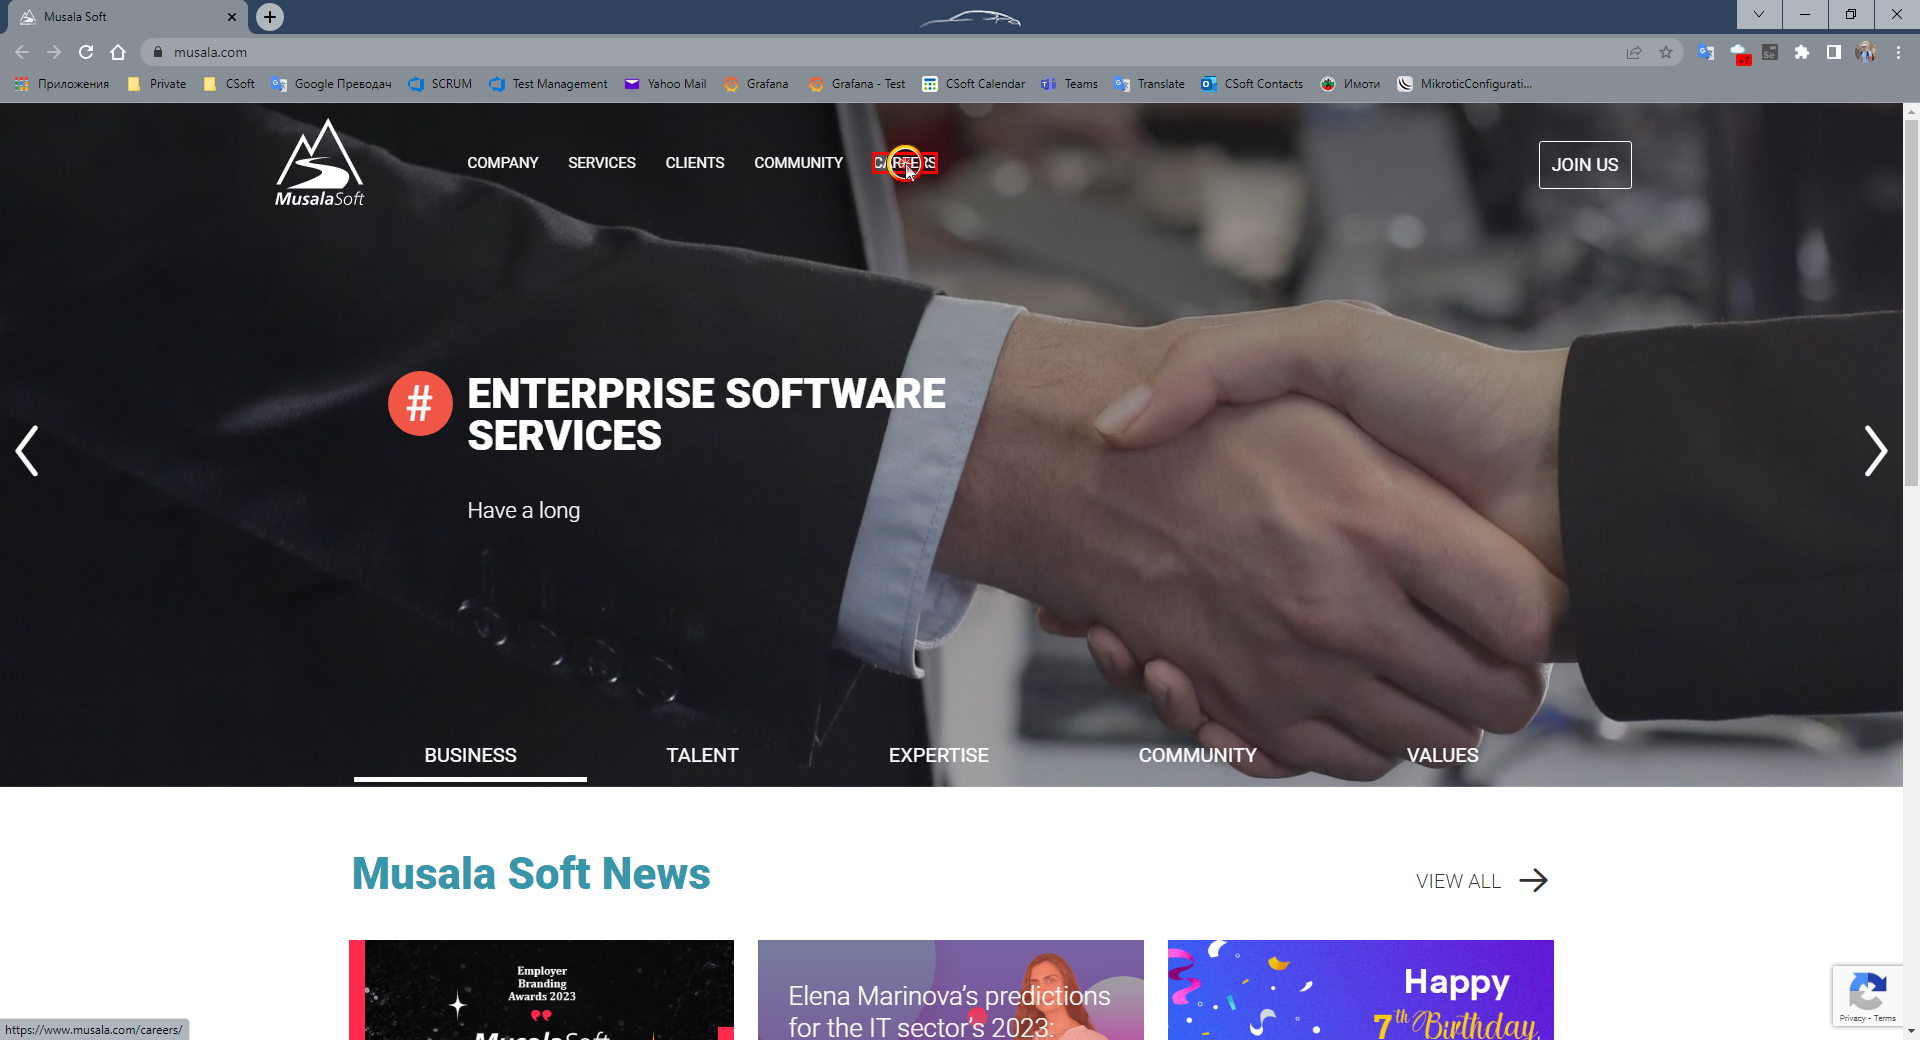 Musala Soft
musala.com
Приложения Private CSoft Google Преводач SCRUM Test Management Yahoo Mail Grafana Grafana - Test CSoft Calendar Teams Translate CSoft Contacts Имоти MikroticConfigurati...
MusalaSoft
COMPANY SERVICES CLIENTS COMMUNITY CAREERS
JOIN US
# ENTERPRISE SOFTWARE
SERVICES
Have a long
BUSINESS TALENT EXPERTISE COMMUNITY VALUES
Musala Soft News
VIEW ALL
Employer
Branding
Awards 2023
MusalaSoft
Elena Marinova’s predictions
for the IT sector’s 2023:
Happy
7th Birthday,
Privacy - Terms
https://www.musala.com/careers/